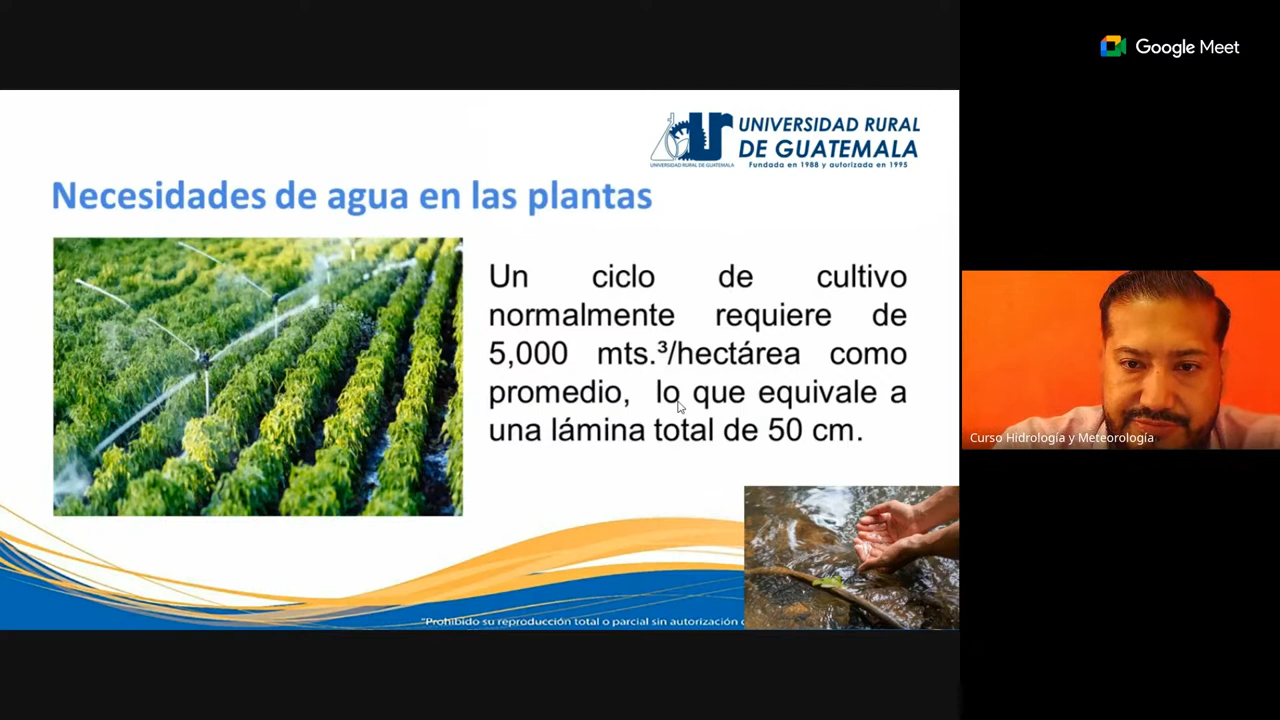 Google Meet
UNIVERSIDAD RURAL
DE GUATEMALA
Fundada en 1988 y autorizada en 1995
UNIVERSIDAD RURAL DE GUATEMALA
Necesidades de agua en las plantas
Un ciclo de cultivo
normalmente requiere de
5,000 mts.³/hectárea como
promedio, lo que equivale a
una lámina total de 50 cm.
Curso Hidrología y Meteorología
"Prohibido su reproducción total o parcial sin autorización